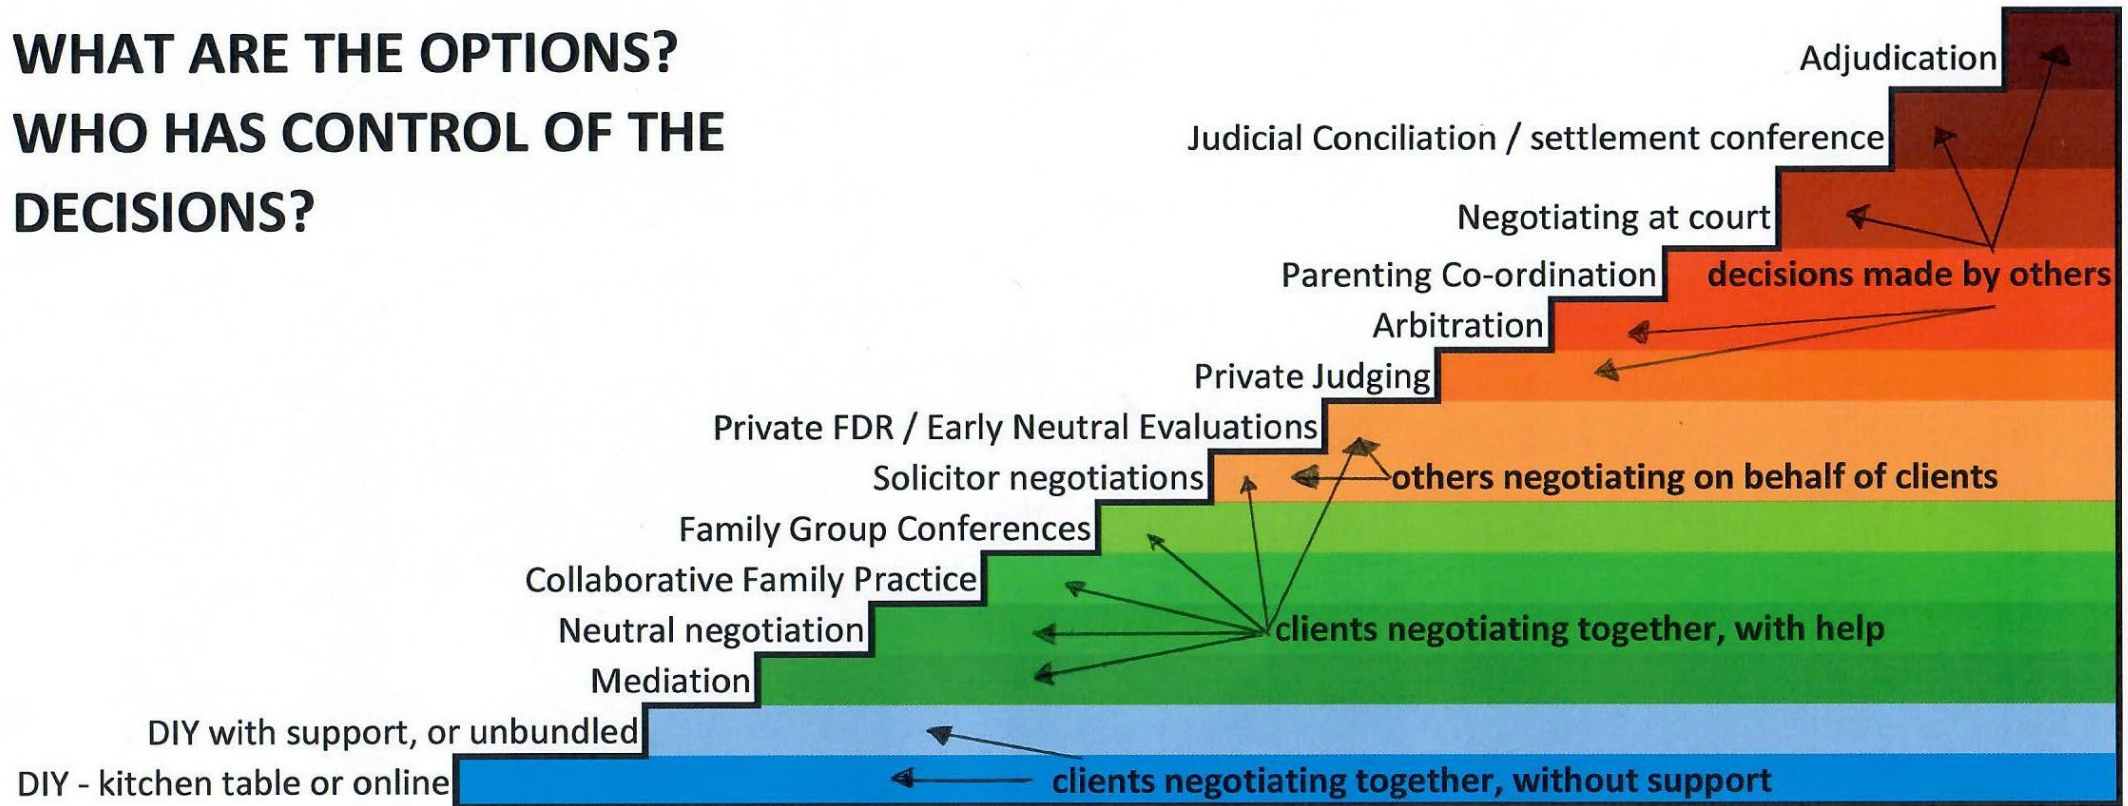 WHAT ARE THE OPTIONS?
WHO HAS CONTROL OF THE
DECISIONS?
Adjudication
Judicial Conciliation / settlement conference
Negotiating at court
Parenting Co-ordination
decisions made by others
Arbitration
Private Judging
Private FDR / Early Neutral Evaluations
Solicitor negotiations
others negotiating on behalf of clients
Family Group Conferences
Collaborative Family Practice
Neutral negotiation
clients negotiating together, with help
Mediation
DIY with support, or unbundled
DIY - kitchen table or online
clients negotiating together, without support